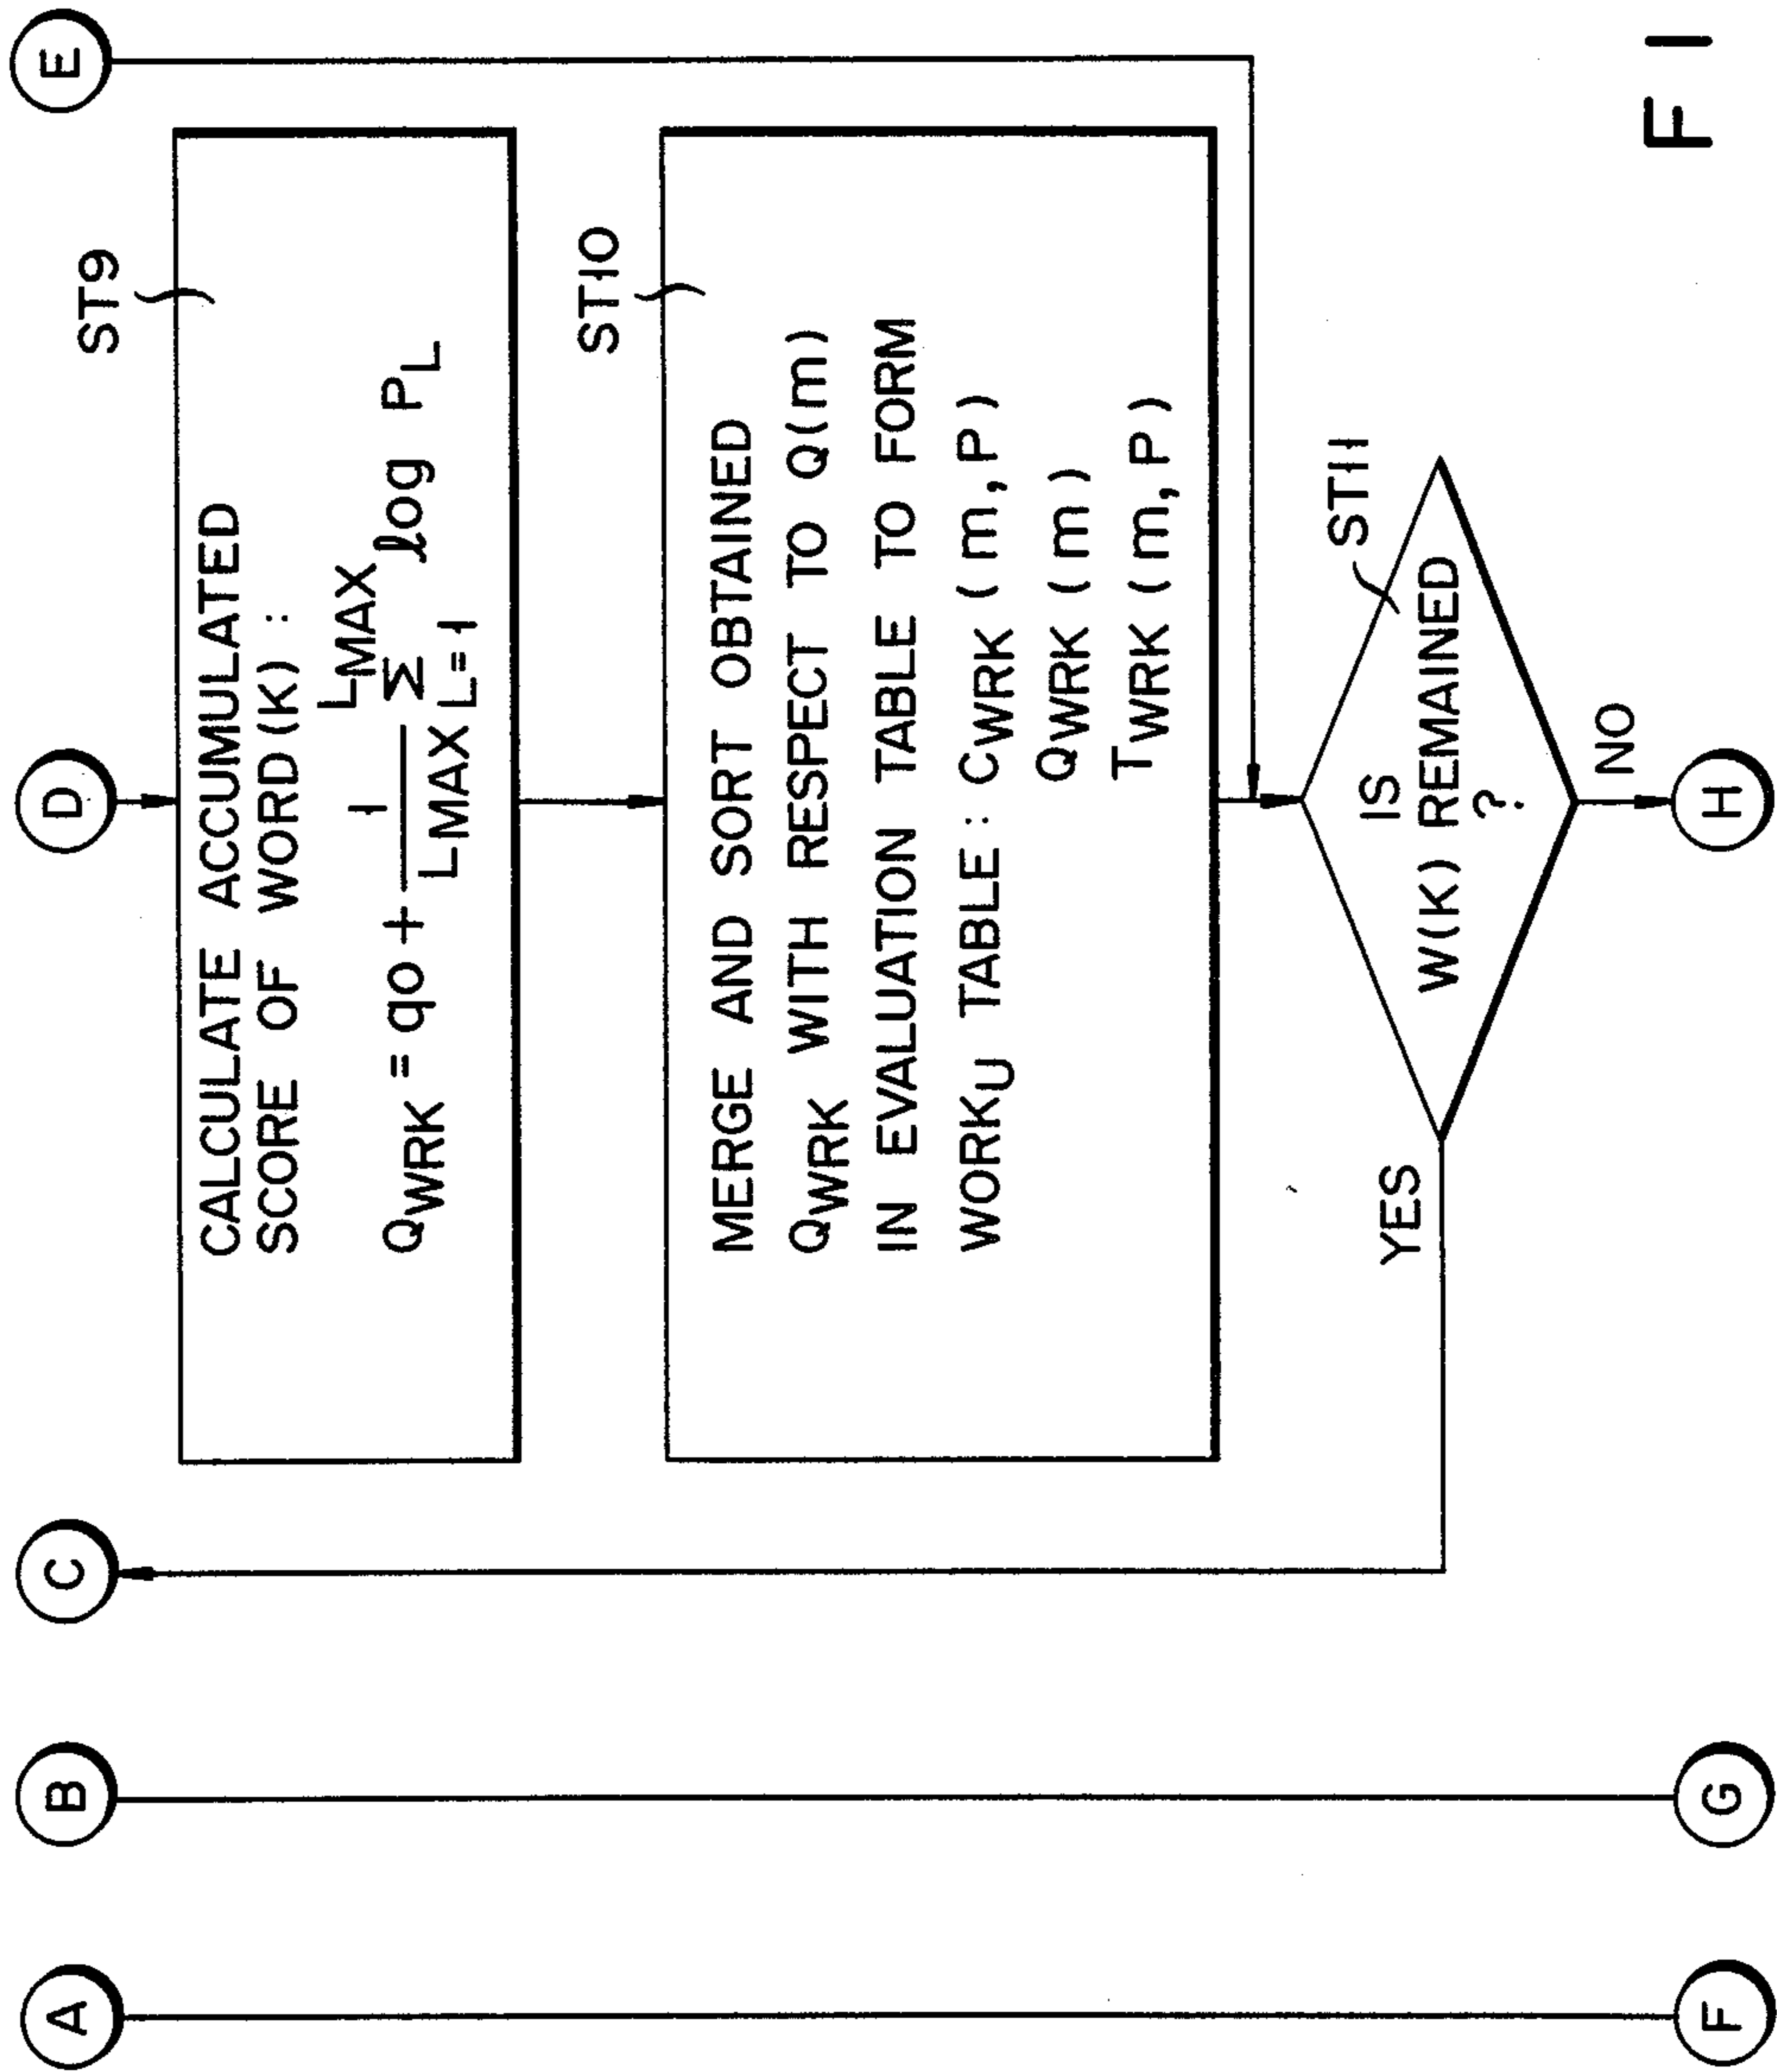 A
B
C
D
E
ST9
CALCULATE ACCUMULATED
SCORE OF WORD(K) :
QWRK = qo + 1/LMAX LMAX Σ L=1 log PL
ST10
MERGE AND SORT OBTAINED
QWRK WITH RESPECT TO Q(m)
IN EVALUATION TABLE TO FORM
WORKU TABLE : CWRK (m,P)
QWRK (m)
TWRK (m,P)
ST11
IS
W(K) REMAINED
?
YES
NO
F
G
H
F I